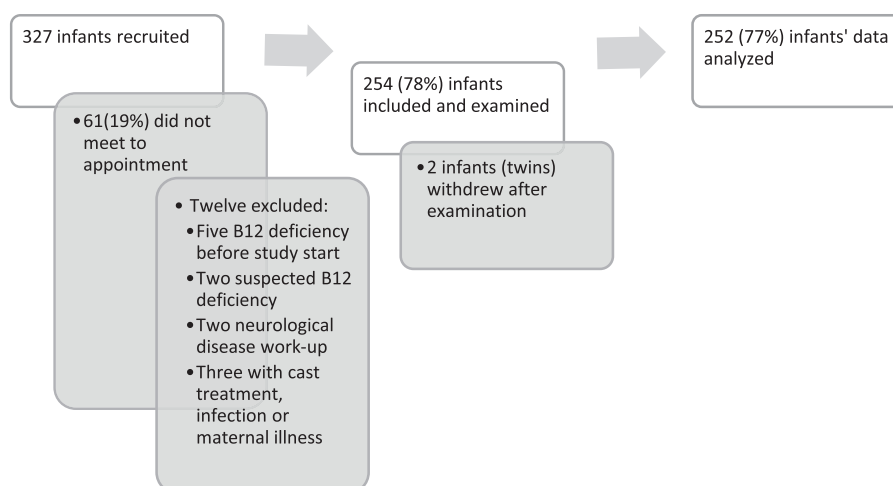 327 infants recruited
•61(19%) did not
meet to
appointment
• Twelve excluded:
•Five B12 deficiency
before study start
•Two suspected B12
deficiency
•Two neurological
disease work-up
•Three with cast
treatment,
infection or
maternal illness
254 (78%) infants
included and examined
•2 infants (twins)
withdrew after
examination
252 (77%) infants' data
analyzed